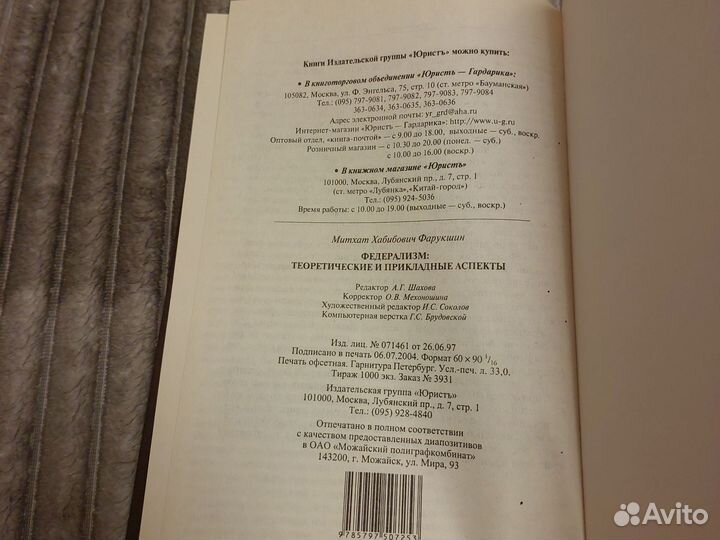 Книги Издательской группы «Юристъ» можно купить:
• В книготорговом объединении «Юристъ — Гардарика»:
105082, Москва, ул. Ф. Энгельса, 75, стр. 10 (ст. метро «Бауманская»)
Тел.: (095) 797-9081, 797-9082, 797-9083, 797-9084
363-0634, 363-0635, 363-0636
Адрес электронной почты: yr_grd@aha.ru
Интернет-магазин «Юристъ — Гардарика»: http://www.u-g.ru
Оптовый отдел, «книга-почтой» — с 9.00 до 18.00, выходные — суб., воскр.
Розничный магазин — с 10.30 до 20.00 (понед. — суб.)
с 10.00 до 16.00 (воскр.)
• В книжном магазине «Юристъ»
101000, Москва, Лубянский пр., д. 7, стр. 1
(ст. метро «Лубянка»,«Китай-город»)
Тел.: (095) 924-5036
Время работы: с 10.00 до 19.00 (выходные — суб., воскр.)
Митхат Хабибович Фарукшин
ФЕДЕРАЛИЗМ:
ТЕОРЕТИЧЕСКИЕ И ПРИКЛАДНЫЕ АСПЕКТЫ
Редактор А.Г. Шахова
Корректор О.В. Мехоношина
Художественный редактор И.С. Соколов
Компьютерная верстка Г.С. Брудовской
Изд. лиц. № 071461 от 26.06.97
Подписано в печать 06.07.2004. Формат 60 × 90 1/16
Печать офсетная. Гарнитура Петербург. Усл.-печ. л. 33,0.
Тираж 1000 экз. Заказ № 3931
Издательская группа «Юристъ»
101000, Москва, Лубянский пр., д. 7, стр. 1
Тел.: (095) 928-4840
Отпечатано в полном соответствии
с качеством предоставленных диапозитивов
в ОАО «Можайский полиграфкомбинат»
143200, г. Можайск, ул. Мира, 93
9785797507253
Avito